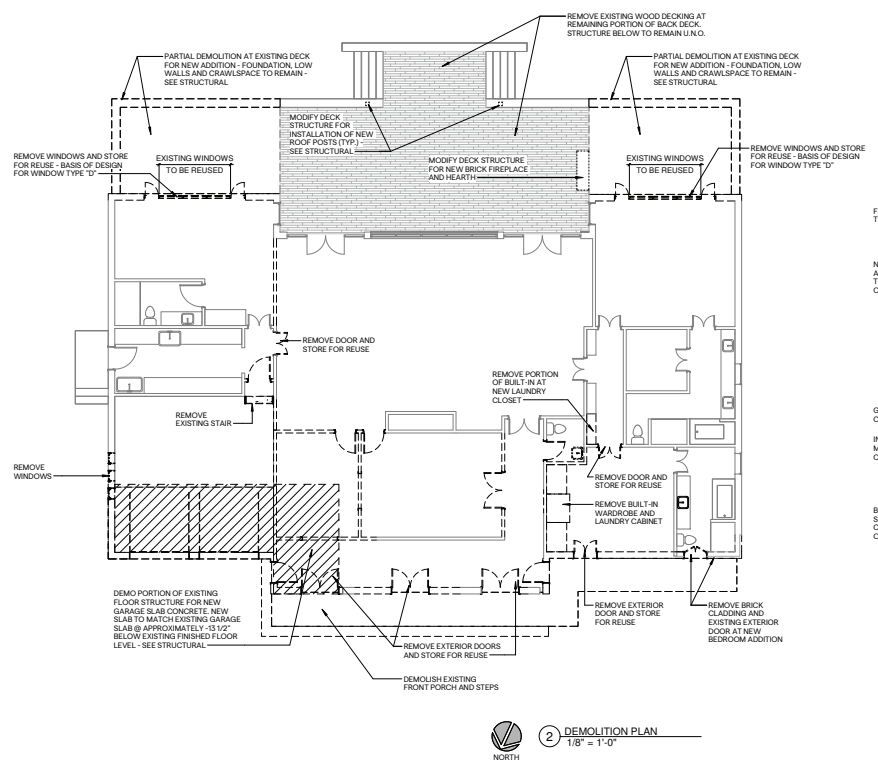 REMOVE EXISTING WOOD DECKING AT
REMAINING PORTION OF BACK DECK.
STRUCTURE BELOW TO REMAIN U.N.O.
PARTIAL DEMOLITION AT EXISTING DECK
FOR NEW ADDITION - FOUNDATION, LOW
WALLS AND CRAWLSPACE TO REMAIN -
SEE STRUCTURAL
PARTIAL DEMOLITION AT EXISTING DECK
FOR NEW ADDITION - FOUNDATION, LOW
WALLS AND CRAWLSPACE TO REMAIN -
SEE STRUCTURAL
MODIFY DECK
STRUCTURE FOR
INSTALLATION OF NEW
ROOF POSTS (TYP.) -
SEE STRUCTURAL
REMOVE WINDOWS AND STORE
FOR REUSE - BASIS OF DESIGN
FOR WINDOW TYPE "D"
EXISTING WINDOWS
TO BE REUSED
MODIFY DECK STRUCTURE
FOR NEW BRICK FIREPLACE
AND HEARTH
EXISTING WINDOWS
TO BE REUSED
REMOVE WINDOWS AND STORE
FOR REUSE - BASIS OF DESIGN
FOR WINDOW TYPE "D"
F
T
N
A
T
C
REMOVE DOOR AND
STORE FOR REUSE
REMOVE PORTION
OF BUILT-IN AT
NEW LAUNDRY
CLOSET
REMOVE
EXISTING STAIR
G
C
IN
M
C
REMOVE
WINDOWS
REMOVE DOOR AND
STORE FOR REUSE
REMOVE BUILT-IN
WARDROBE AND
LAUNDRY CABINET
B
S
C
C
DEMO PORTION OF EXISTING
FLOOR STRUCTURE FOR NEW
GARAGE SLAB CONCRETE. NEW
SLAB TO MATCH EXISTING GARAGE
SLAB @ APPROXIMATELY -13 1/2"
BELOW EXISTING FINISHED FLOOR
LEVEL - SEE STRUCTURAL
REMOVE EXTERIOR DOORS
AND STORE FOR REUSE
REMOVE EXTERIOR
DOOR AND STORE
FOR REUSE
REMOVE BRICK
CLADDING AND
EXISTING EXTERIOR
DOOR AT NEW
BEDROOM ADDITION
DEMOLISH EXISTING
FRONT PORCH AND STEPS
2 DEMOLITION PLAN
1/8" = 1'-0"
NORTH